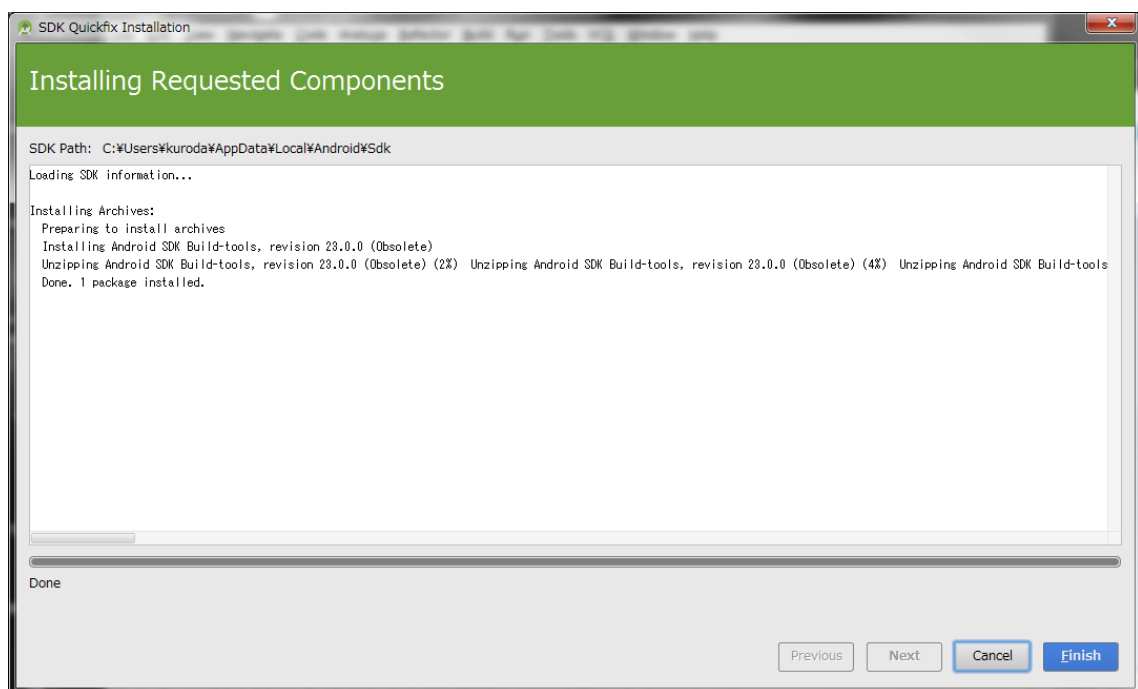 SDK Quickfix Installation
Installing Requested Components
SDK Path: C:¥Users¥kuroda¥AppData¥Local¥Android¥Sdk
Loading SDK information...
Installing Archives:
Preparing to install archives
Installing Android SDK Build-tools, revision 23.0.0 (Obsolete)
Unzipping Android SDK Build-tools, revision 23.0.0 (Obsolete) (2%) Unzipping Android SDK Build-tools, revision 23.0.0 (Obsolete) (4%) Unzipping Android SDK Build-tools
Done. 1 package installed.
Done
Previous Next Cancel Finish